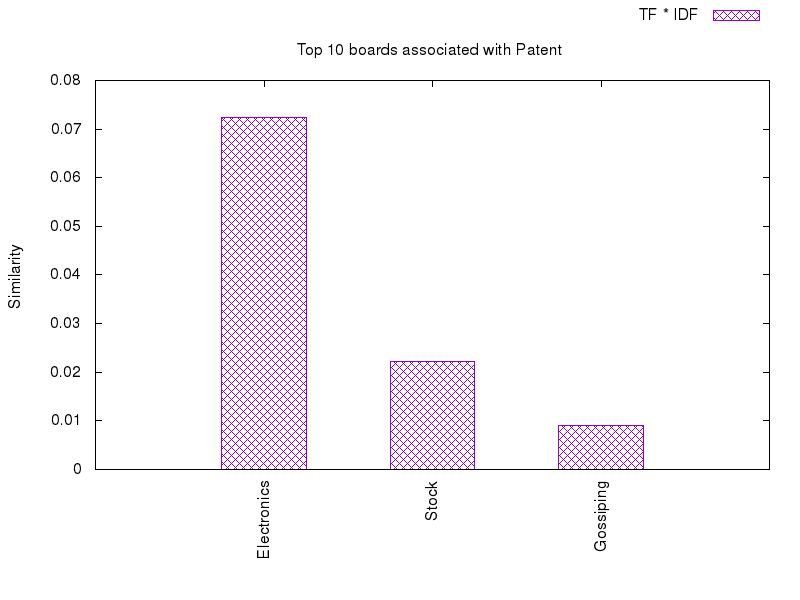 TF * IDF
Top 10 boards associated with Patent
0.08
0.07
0.06
0.05
0.04
0.03
0.02
0.01
0
Similarity
Electronics
Stock
Gossiping